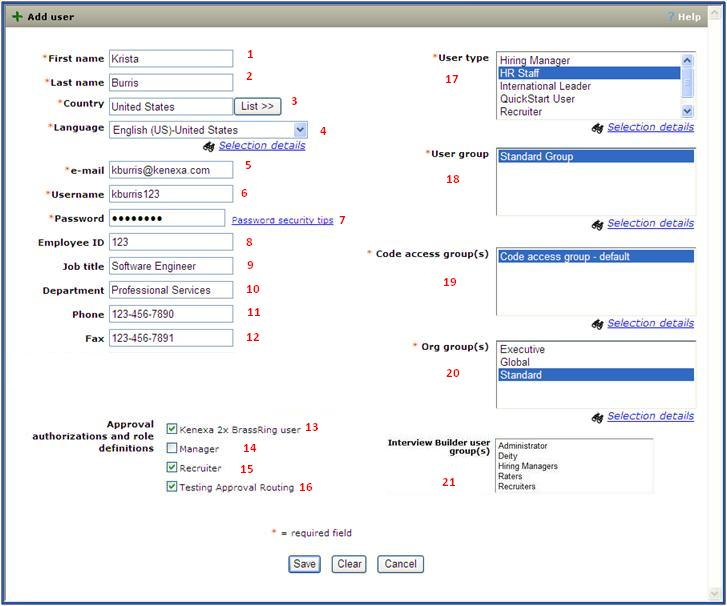 Add user
? Help
*First name Krista 1
*Last name Burris 2
*Country United States List >> 3
*Language English (US)-United States 4
Selection details
*e-mail kburris@kenexa.com 5
*Username kburris123 6
*Password •••••••• Password security tips 7
Employee ID 123 8
Job title Software Engineer 9
Department Professional Services 10
Phone 123-456-7890 11
Fax 123-456-7891 12
Approval
authorizations and role
definitions
Kenexa 2x BrassRing user 13
Manager 14
Recruiter 15
Testing Approval Routing 16
*User type
17
Hiring Manager
HR Staff
International Leader
QuickStart User
Recruiter
Selection details
*User group
18
Standard Group
Selection details
* Code access group(s)
19
Code access group - default
Selection details
* Org group(s)
20
Executive
Global
Standard
Selection details
Interview Builder user
group(s)
21
Administrator
Deity
Hiring Managers
Raters
Recruiters
* = required field
Save Clear Cancel